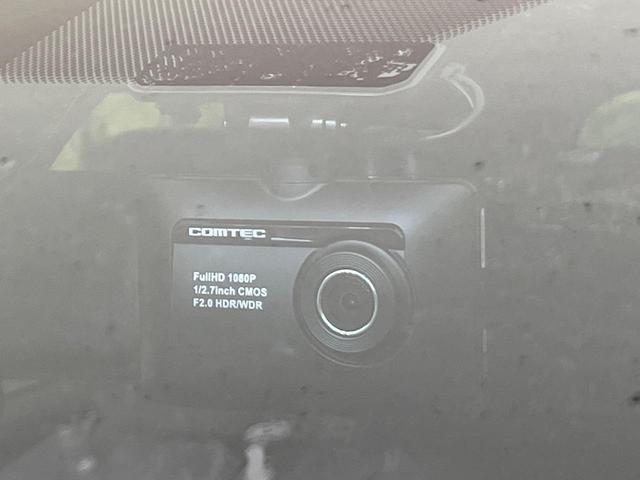 COMTEC
FullHD 1080P
1/2.7inch CMOS
F2.0 HDR/WDR